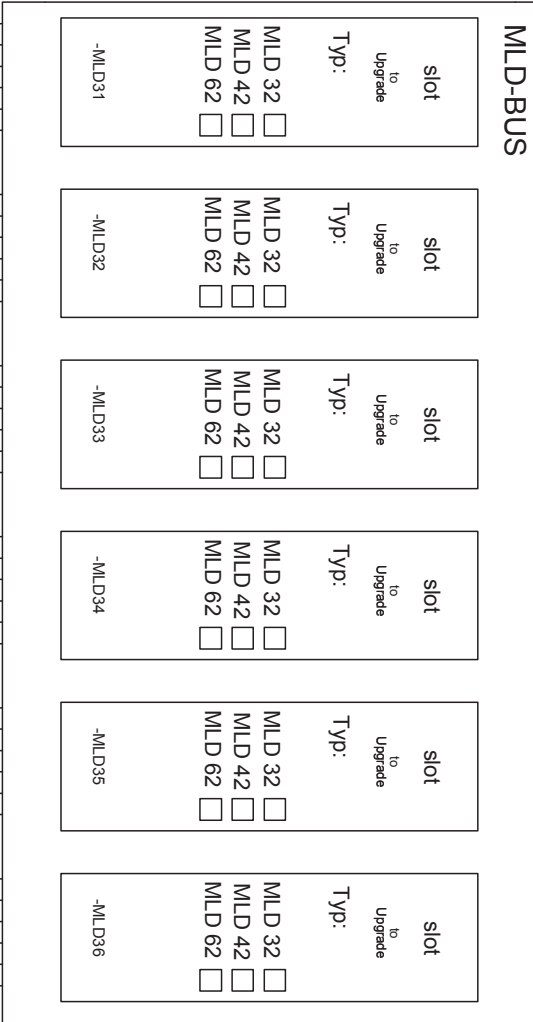 MLD-BUS
slot
to
Upgrade
Typ:
MLD 32
MLD 42
MLD 62
-MLD31
slot
to
Upgrade
Typ:
MLD 32
MLD 42
MLD 62
-MLD32
slot
to
Upgrade
Typ:
MLD 32
MLD 42
MLD 62
-MLD33
slot
to
Upgrade
Typ:
MLD 32
MLD 42
MLD 62
-MLD34
slot
to
Upgrade
Typ:
MLD 32
MLD 42
MLD 62
-MLD35
slot
to
Upgrade
Typ:
MLD 32
MLD 42
MLD 62
-MLD36